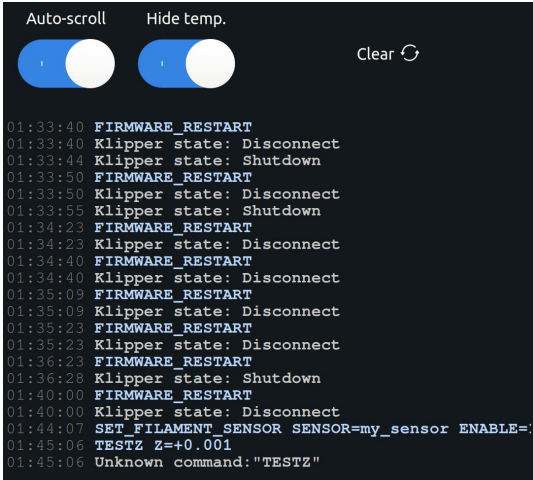 Auto-scroll Hide temp.
Clear
01:33:40 FIRMWARE_RESTART
01:33:40 Klipper state: Disconnect
01:33:44 Klipper state: Shutdown
01:33:50 FIRMWARE_RESTART
01:33:50 Klipper state: Disconnect
01:33:55 Klipper state: Shutdown
01:34:23 FIRMWARE_RESTART
01:34:23 Klipper state: Disconnect
01:34:40 FIRMWARE_RESTART
01:34:40 Klipper state: Disconnect
01:35:09 FIRMWARE_RESTART
01:35:09 Klipper state: Disconnect
01:35:23 FIRMWARE_RESTART
01:35:23 Klipper state: Disconnect
01:36:23 FIRMWARE_RESTART
01:36:28 Klipper state: Shutdown
01:40:00 FIRMWARE_RESTART
01:40:00 Klipper state: Disconnect
01:44:07 SET_FILAMENT_SENSOR SENSOR=my_sensor ENABLE=
01:45:06 TESTZ Z=+0.001
01:45:06 Unknown command:"TESTZ"